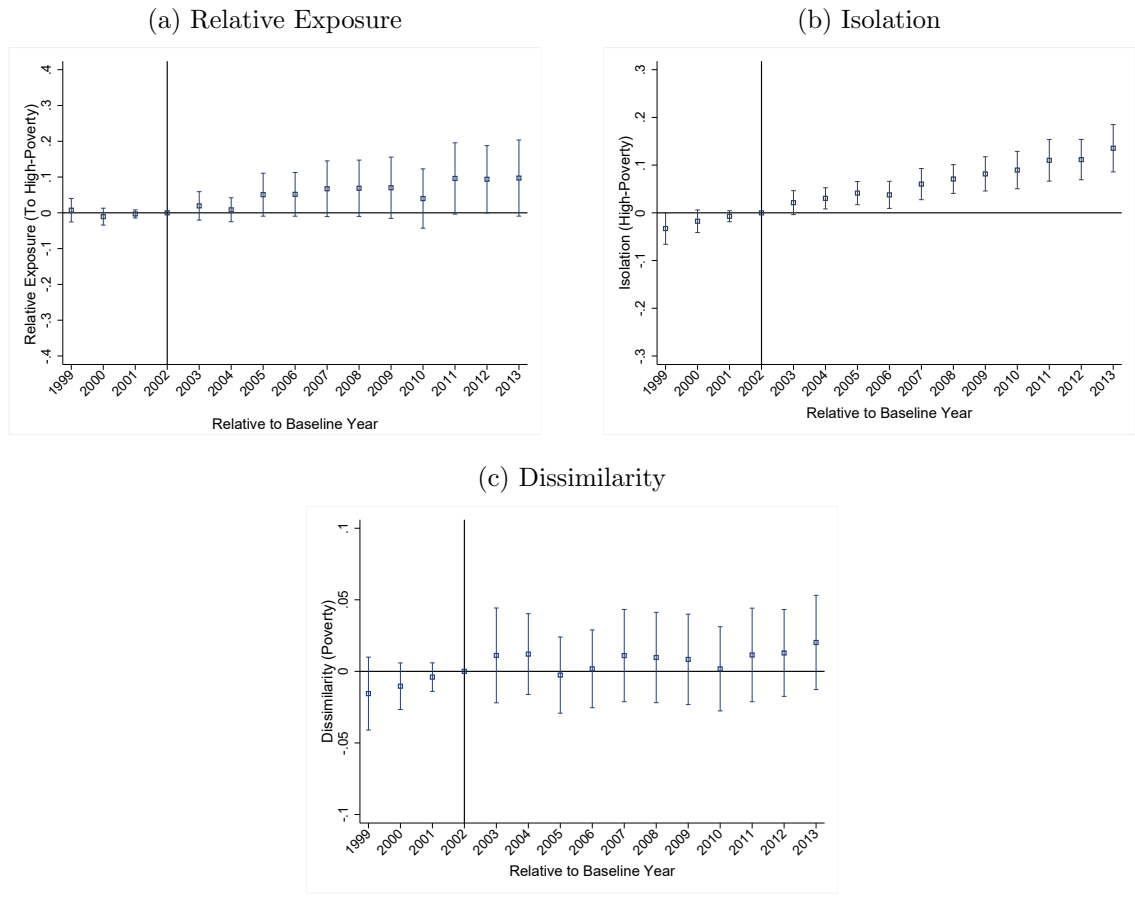 (a) Relative Exposure
Relative Exposure (To High-Poverty)
.4
.3
.2
.1
0
-.1
-.2
-.3
-.4
1999 2000 2001 2002 2003 2004 2005 2006 2007 2008 2009 2010 2011 2012 2013
Relative to Baseline Year
(b) Isolation
Isolation (High-Poverty)
.3
.2
.1
0
-.1
-.2
-.3
1999 2000 2001 2002 2003 2004 2005 2006 2007 2008 2009 2010 2011 2012 2013
Relative to Baseline Year
(c) Dissimilarity
Dissimilarity (Poverty)
.1
.05
0
-.05
-.1
1999 2000 2001 2002 2003 2004 2005 2006 2007 2008 2009 2010 2011 2012 2013
Relative to Baseline Year